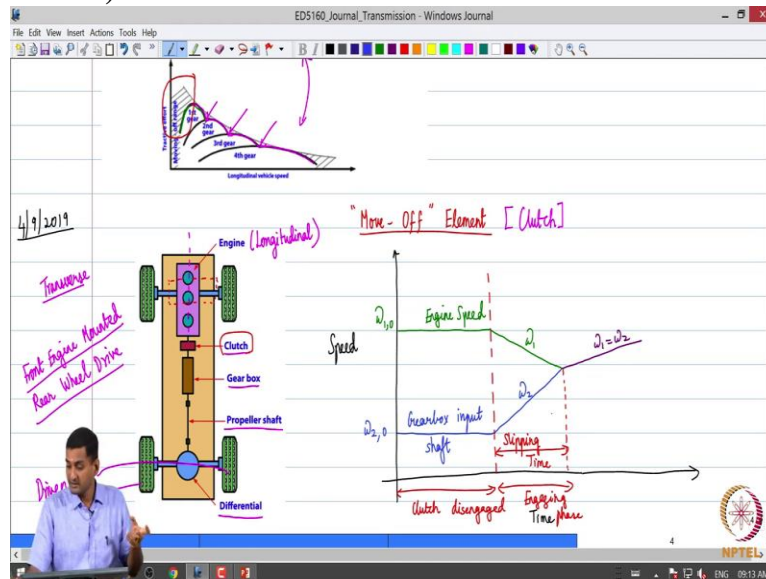 )
ED5160_Journal_Transmission - Windows Journal
File Edit View Insert Actions Tools Help
B I
1st gear
2nd gear
3rd gear
4th gear
Longitudinal vehicle speed
4/9/2019
"Move-Off" Element [Clutch]
Engine (Longitudinal)
Transverse
Front Engine Mounted
Rear Wheel Drive
Clutch
Gear box
Propeller shaft
Differential
Driven
Speed
ω1,0
Engine Speed
ω1
ω1=ω2
ω2
ω2,0
Gearbox input
shaft
Slipping
Time
Clutch disengaged
Engaging
Time phase
4
NPTEL
ENG 09:13 AM